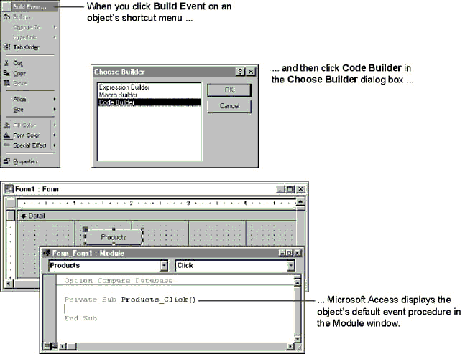 Build Event...
Tab Order
Cut
Copy
Align
Size
Font Color
Special Effect
Properties
When you click Build Event on an
object's shortcut menu ...
Choose Builder
Expression Builder
Macro Builder
Code Builder
OK
Cancel
... and then click Code Builder in
the Choose Builder dialog box ...
Form1 : Form
Detail
Products
Form_Form1 : Module
Products
Click
Option Compare Database
Private Sub Products_Click()
End Sub
... Microsoft Access displays the
object's default event procedure in
the Module window.